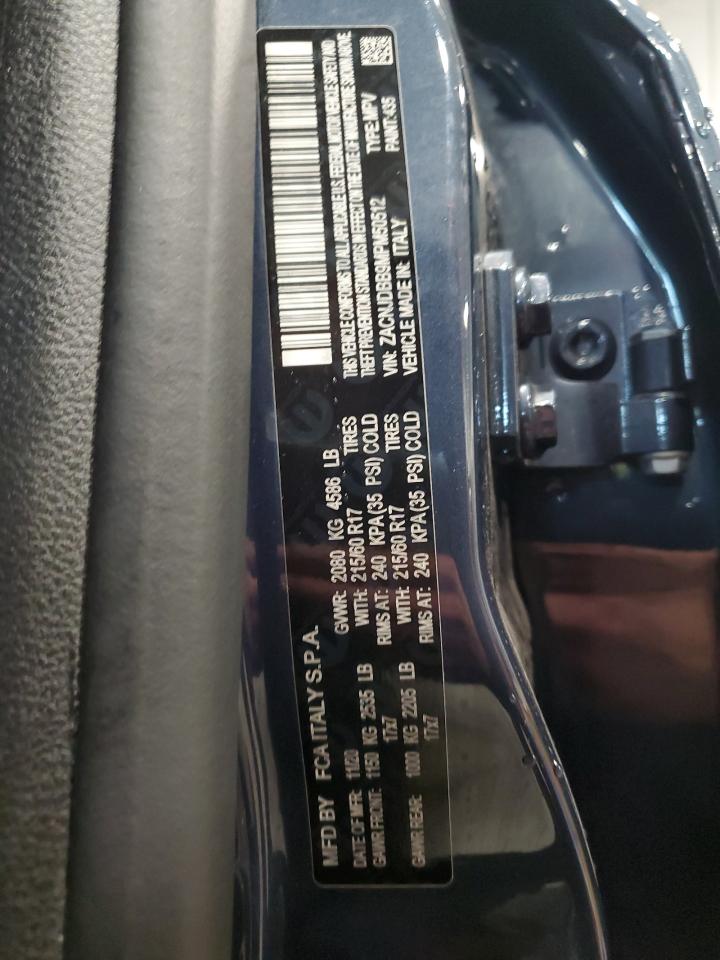 MFD BY FCA ITALY S.P.A.
DATE OF MFR: 11/20 GVWR: 2080 KG 4586 LB
GAWR FRONT: 1150 KG 2535 LB WITH: 215/60 R17 TIRES
17x7 RIMS AT: 240 KPA(35 PSI) COLD
GAWR REAR: 1000 KG 2205 LB WITH: 215/60 R17 TIRES
17x7 RIMS AT: 240 KPA(35 PSI) COLD
THIS VEHICLE CONFORMS TO ALL APPLICABLE U.S. FEDERAL MOTOR VEHICLE SAFETY AND
THEFT PREVENTION STANDARDS IN EFFECT ON THE DATE OF MANUFACTURE SHOWN ABOVE.
VIN: ZACNJDBB9MPM50512 TYPE: MPV
VEHICLE MADE IN: ITALY PAINT: